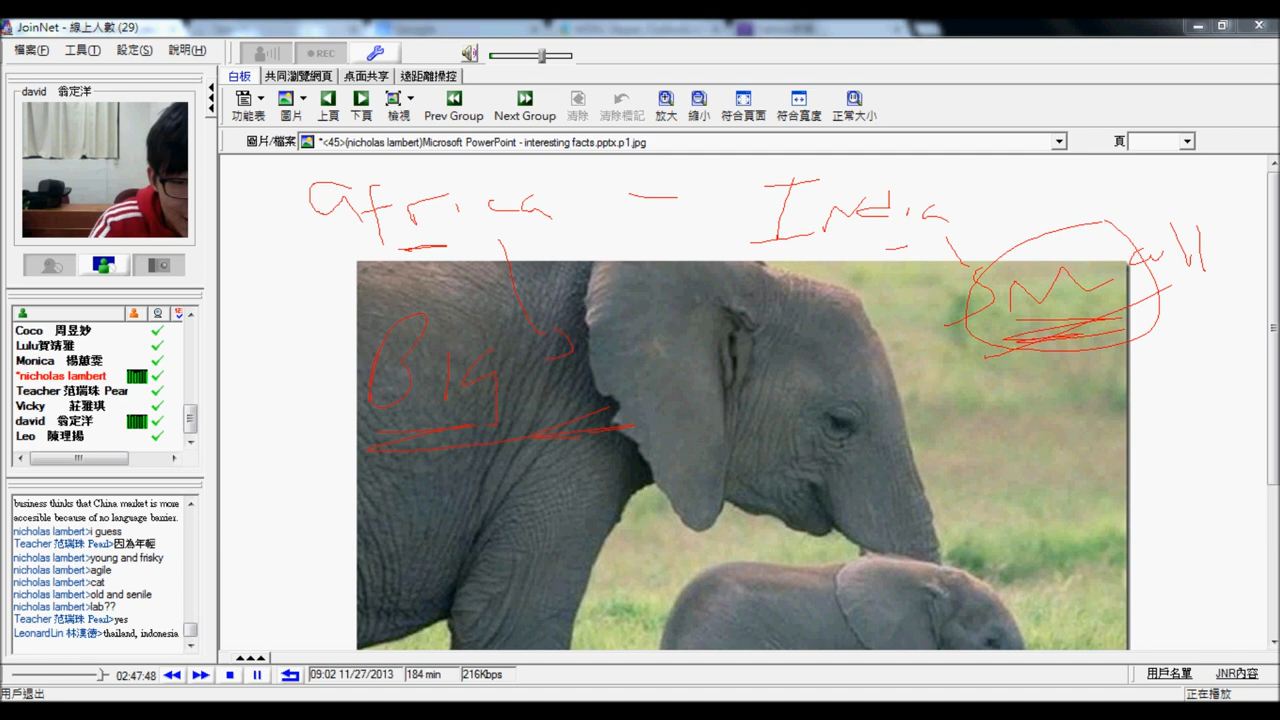 JoinNet - 線上人數 (29)
檔案(F) 工具(T) 設定(S) 說明(H)
REC
david 翁定洋
白板 共同瀏覽網頁 桌面共享 遠距離操控
功能表 圖片 上頁 下頁 檢視 Prev Group Next Group 清除 清除標記 放大 縮小 符合頁面 符合寬度 正常大小
圖片/檔案 *<45>(nicholas lambert)Microsoft PowerPoint - interesting facts.pptx.p1.jpg 頁
africa - India
Big
Small
Coco 周昱妙
Lulu賀婧雅
Monica 楊蕙雯
*nicholas lambert
Teacher 范瑞珠 Pear
Vicky 莊雅琪
david 翁定洋
Leo 陳理揚
business thinks that China market is more
accesible because of no language barrier.
nicholas lambert>i guess
Teacher 范瑞珠 Pearl>因為年輕
nicholas lambert>young and frisky
nicholas lambert>agile
nicholas lambert>cat
nicholas lambert>old and senile
nicholas lambert>lab??
Teacher 范瑞珠 Pearl>yes
LeonardLin 林漢德>thailand, indonesia
02:47:48 09:02 11/27/2013 184 min 216Kbps 用戶名單 JNR內容
用戶退出 正在播放